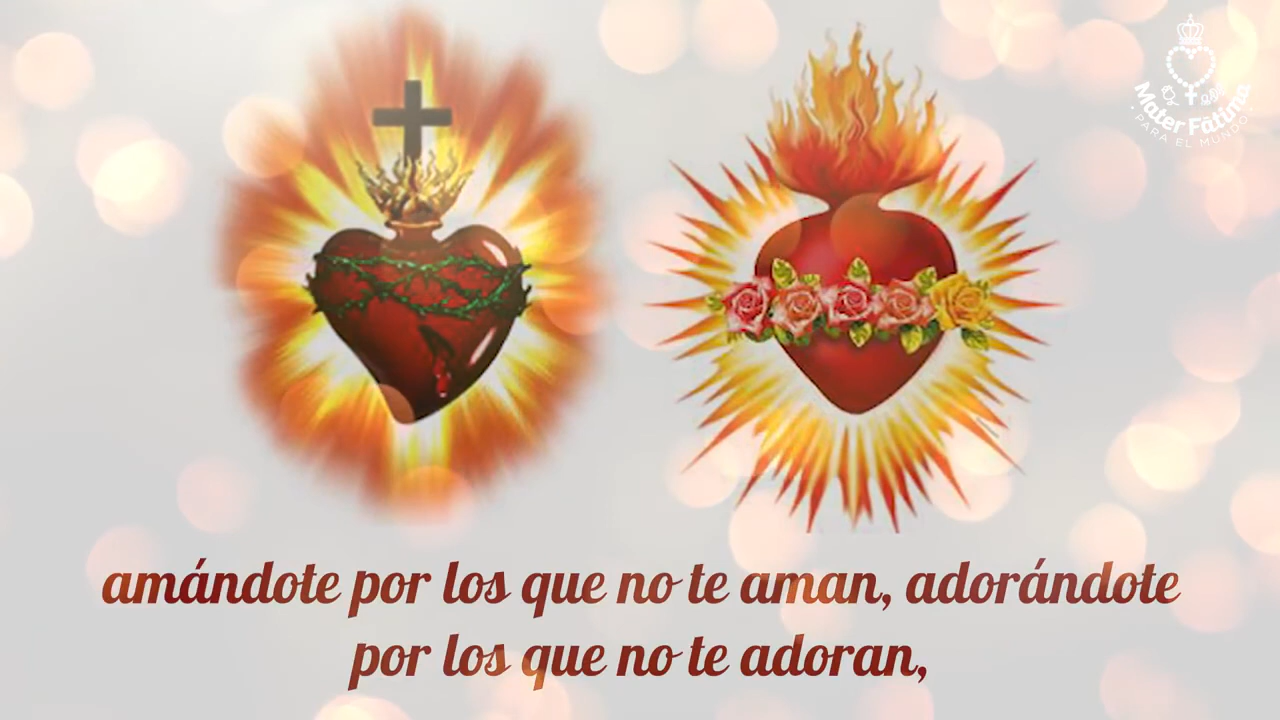 Mater Fátima
· PARA EL MUNDO ·
amándote por los que no te aman, adorándote
por los que no te adoran,